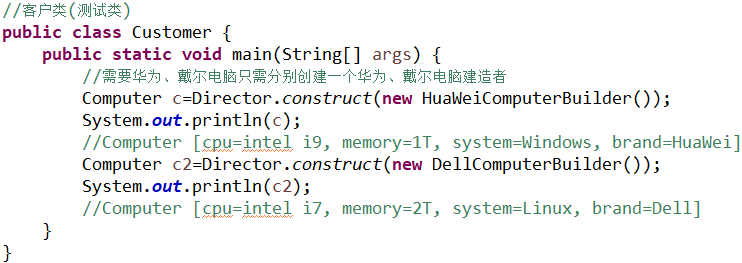 //客户类(测试类)
public class Customer {
    public static void main(String[] args) {
        //需要华为、戴尔电脑只需分别创建一个华为、戴尔电脑建造者
        Computer c=Director.construct(new HuaWeiComputerBuilder());
        System.out.println(c);
        //Computer [cpu=intel i9, memory=1T, system=Windows, brand=HuaWei]
        Computer c2=Director.construct(new DellComputerBuilder());
        System.out.println(c2);
        //Computer [cpu=intel i7, memory=2T, system=Linux, brand=Dell]
    }
}